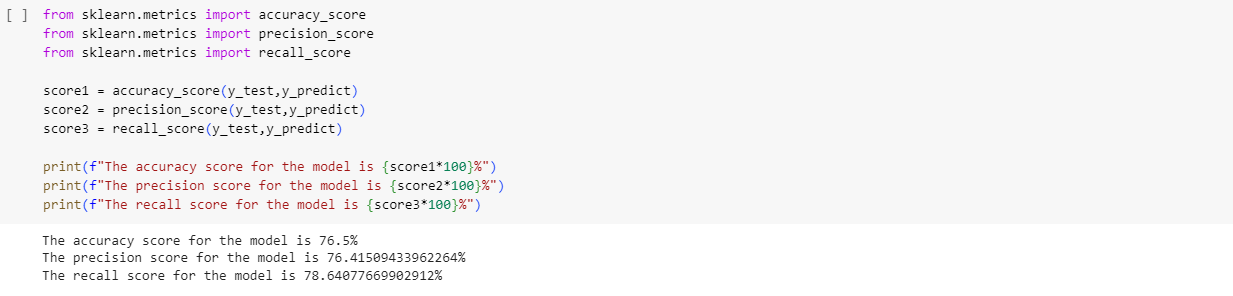 [ ] from sklearn.metrics import accuracy_score
from sklearn.metrics import precision_score
from sklearn.metrics import recall_score
score1 = accuracy_score(y_test,y_predict)
score2 = precision_score(y_test,y_predict)
score3 = recall_score(y_test,y_predict)
print(f"The accuracy score for the model is {score1*100}%")
print(f"The precision score for the model is {score2*100}%")
print(f"The recall score for the model is {score3*100}%")
The accuracy score for the model is 76.5%
The precision score for the model is 76.41509433962264%
The recall score for the model is 78.64077669902912%